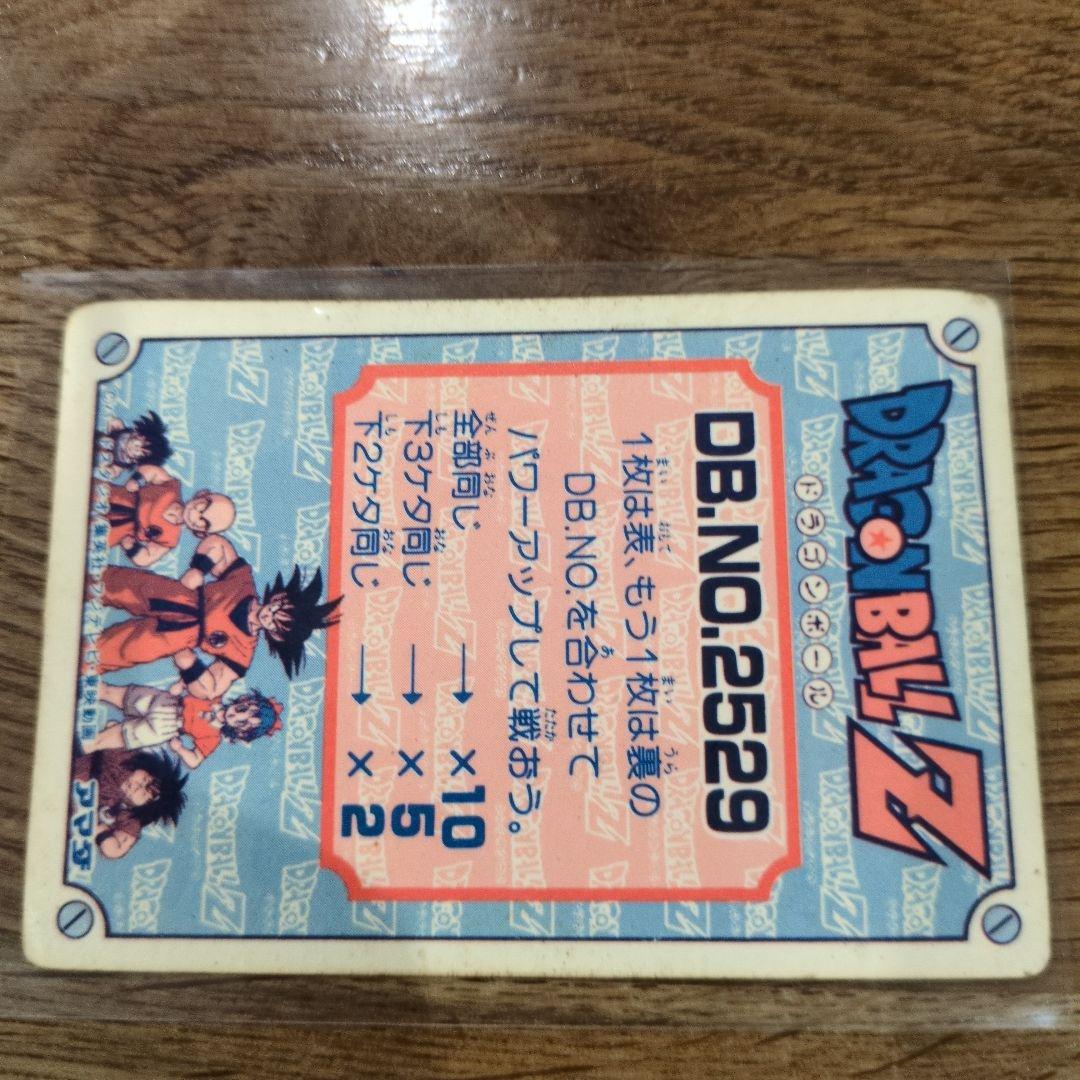 DRAGONBALL Z
ドラゴンボール
DB.NO.2529
1枚は表、もう1枚は裏の
DB.NO.を合わせて
パワーアップして戦おう。
全部同じ → ×10
下3ケタ同じ → ×5
下2ケタ同じ → ×2
アマダ